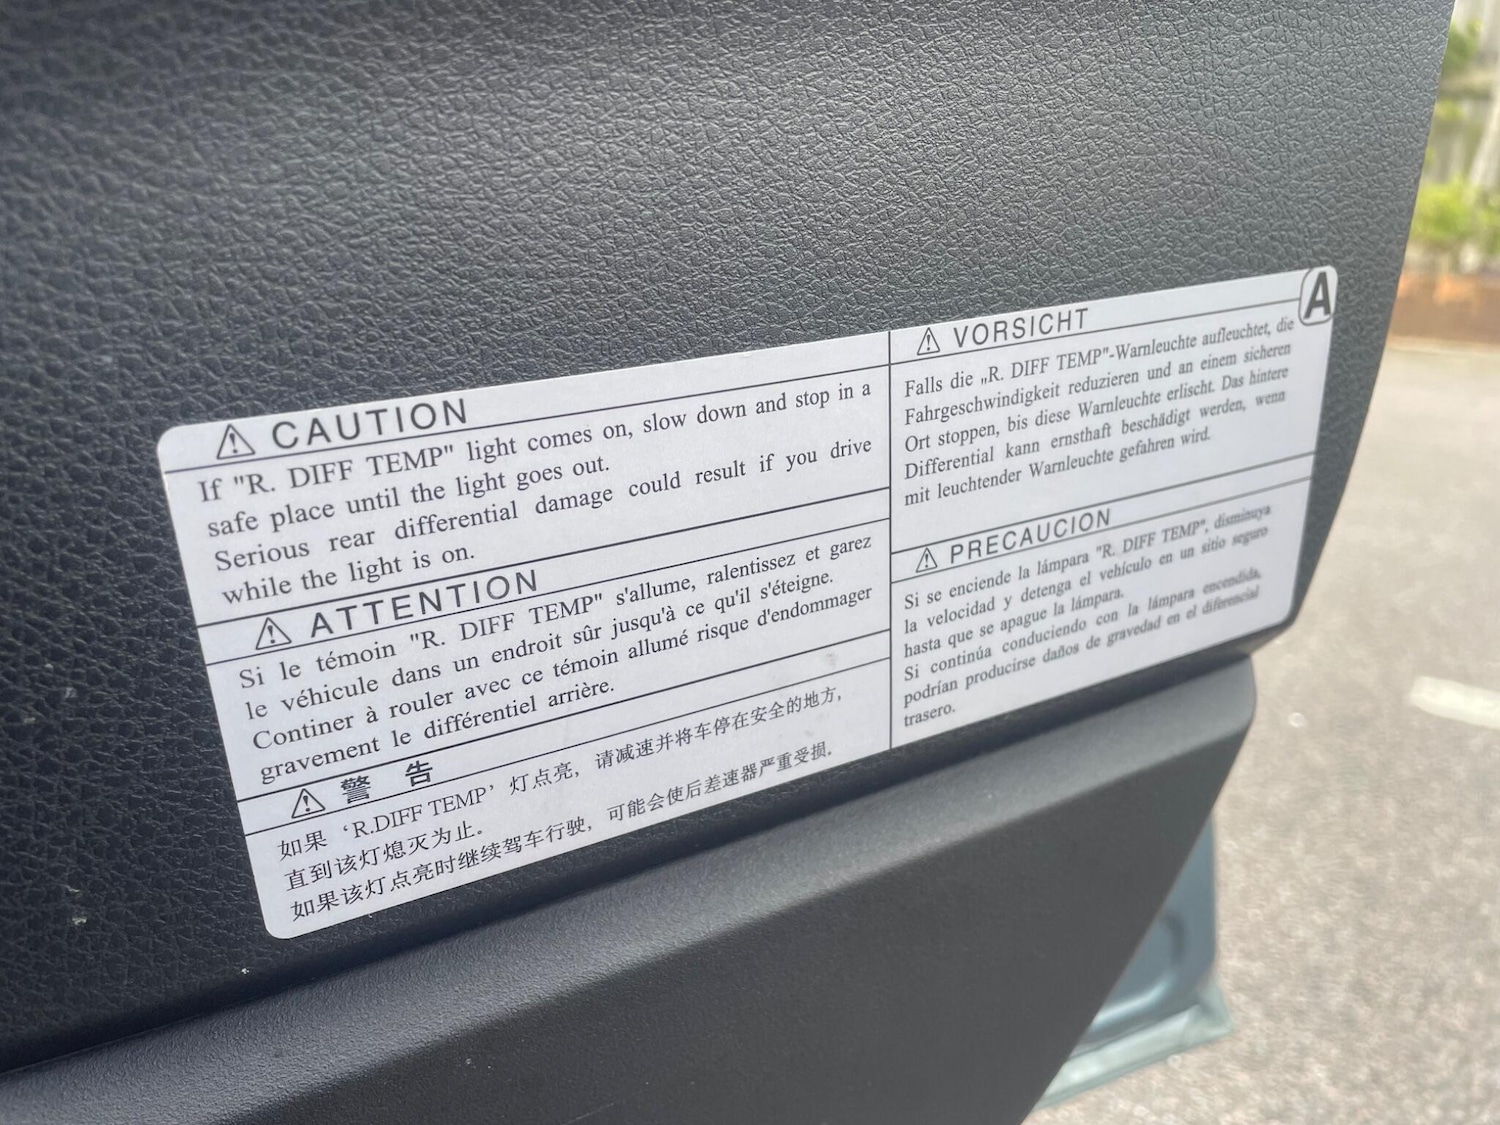 CAUTION
If "R. DIFF TEMP" light comes on, slow down and stop in a
safe place until the light goes out.
Serious rear differential damage could result if you drive
while the light is on.
ATTENTION
Si le témoin "R. DIFF TEMP" s'allume, ralentissez et garez
le véhicule dans un endroit sûr jusqu'à ce qu'il s'éteigne.
Continer à rouler avec ce témoin allumé risque d'endommager
gravement le différentiel arrière.
警 告
如果 ‘R.DIFF TEMP’ 灯点亮, 请减速并将车停在安全的地方,
直到该灯熄灭为止。
如果该灯点亮时继续驾车行驶, 可能会使后差速器严重受损.
A
VORSICHT
Falls die „R. DIFF TEMP"-Warnleuchte aufleuchtet, die
Fahrgeschwindigkeit reduzieren und an einem sicheren
Ort stoppen, bis diese Warnleuchte erlischt. Das hintere
Differential kann ernsthaft beschädigt werden, wenn
mit leuchtender Warnleuchte gefahren wird.
PRECAUCION
Si se enciende la lámpara "R. DIFF TEMP", disminuya
la velocidad y detenga el vehículo en un sitio seguro
hasta que se apague la lámpara.
Si continúa conduciendo con la lámpara encendida,
podrían producirse daños de gravedad en el diferencial
trasero.